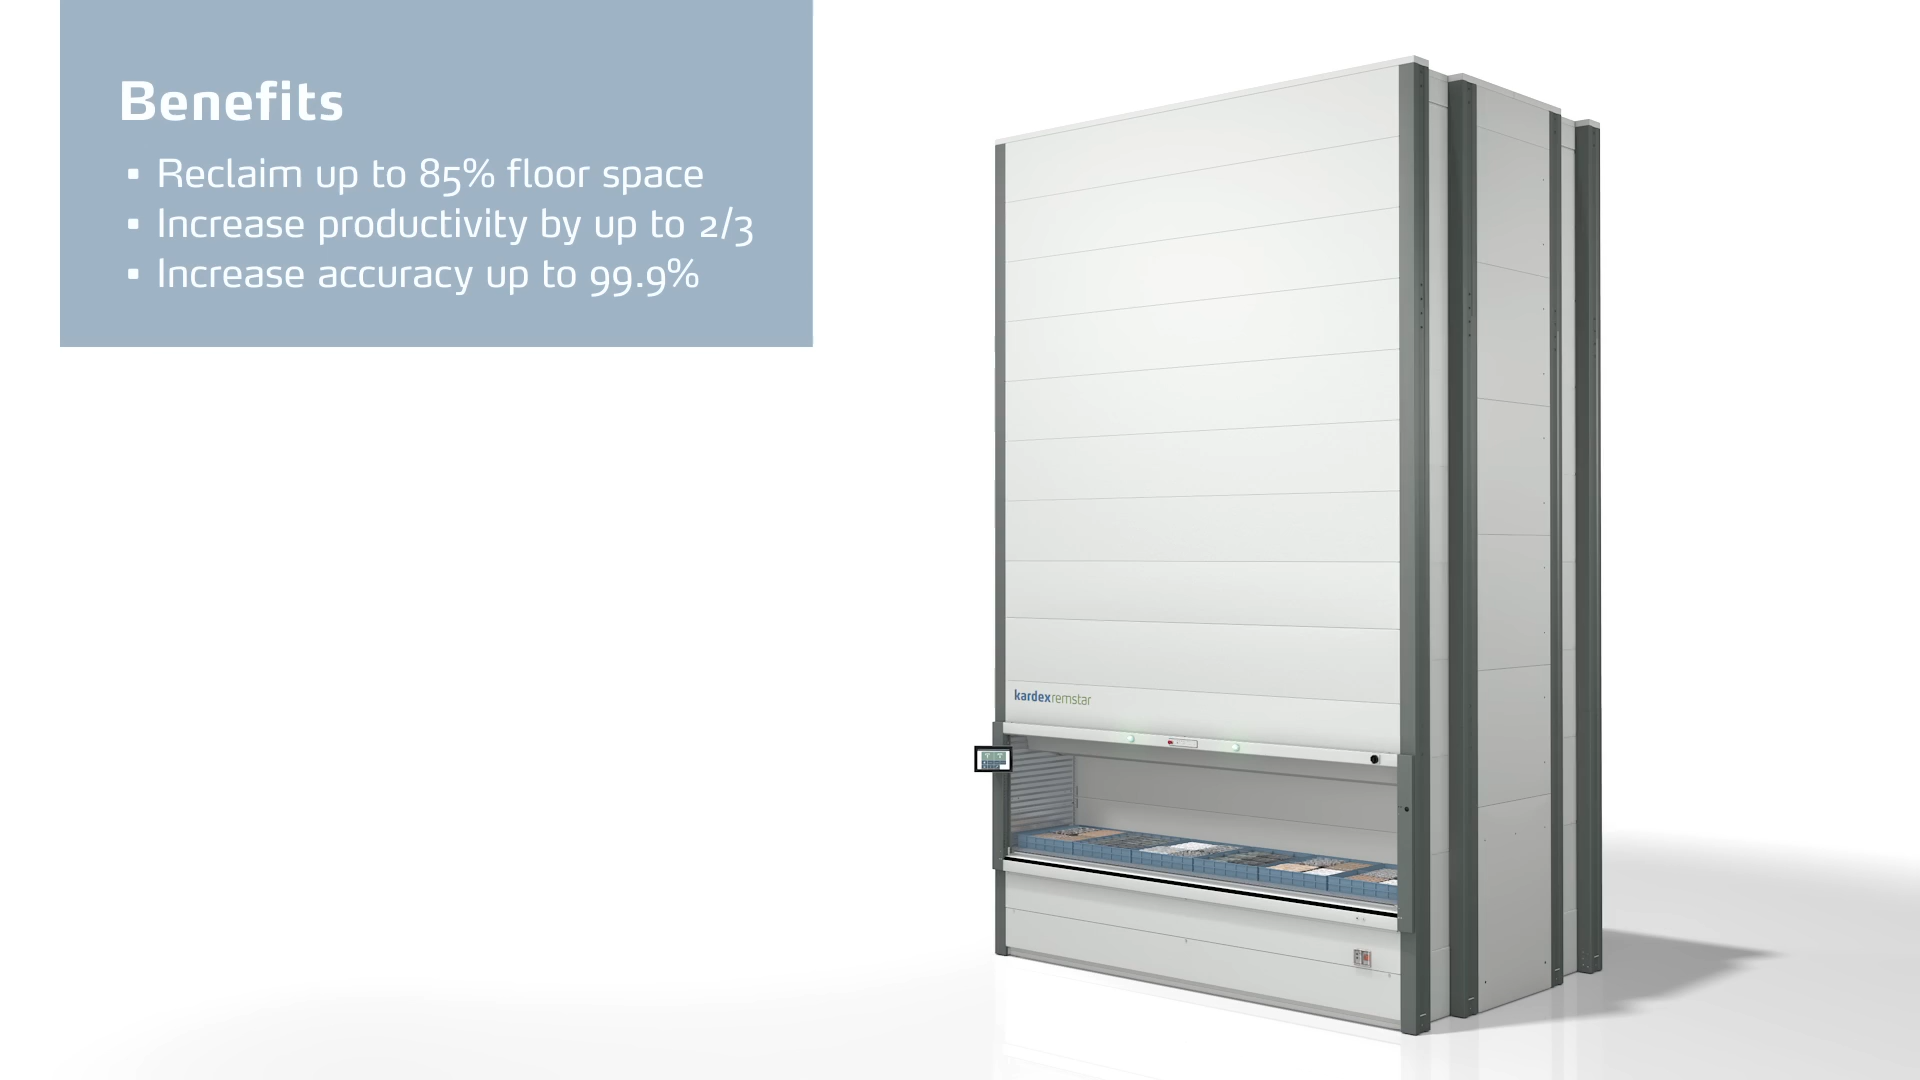 Benefits
▪ Reclaim up to 85% floor space
▪ Increase productivity by up to 2/3
▪ Increase accuracy up to 99.9%
kardexremstar